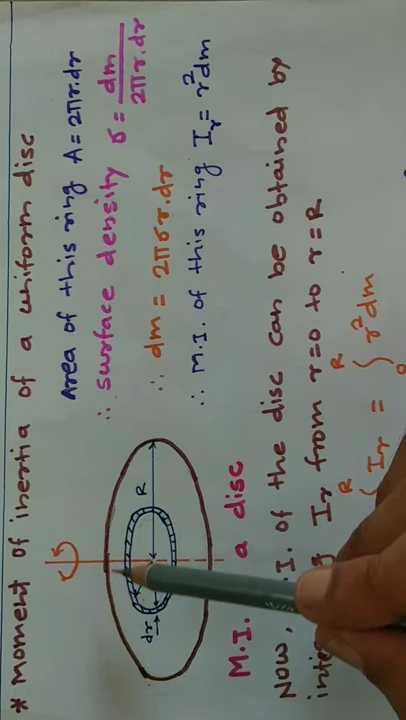 * Moment of inertia of a uniform disc
Area of this ring A = 2πr.dr
∴ surface density σ = dm / 2πr.dr
∴ dm = 2πσr.dr
∴ M.I. of this ring Iᵣ = r²dm
R
dr
M.I. a disc
Now, .I. of the disc can be obtained by
Iᵣ from r=0 to r=R
∫ᴿ Iᵣ = ∫₀ᴿ r²dm